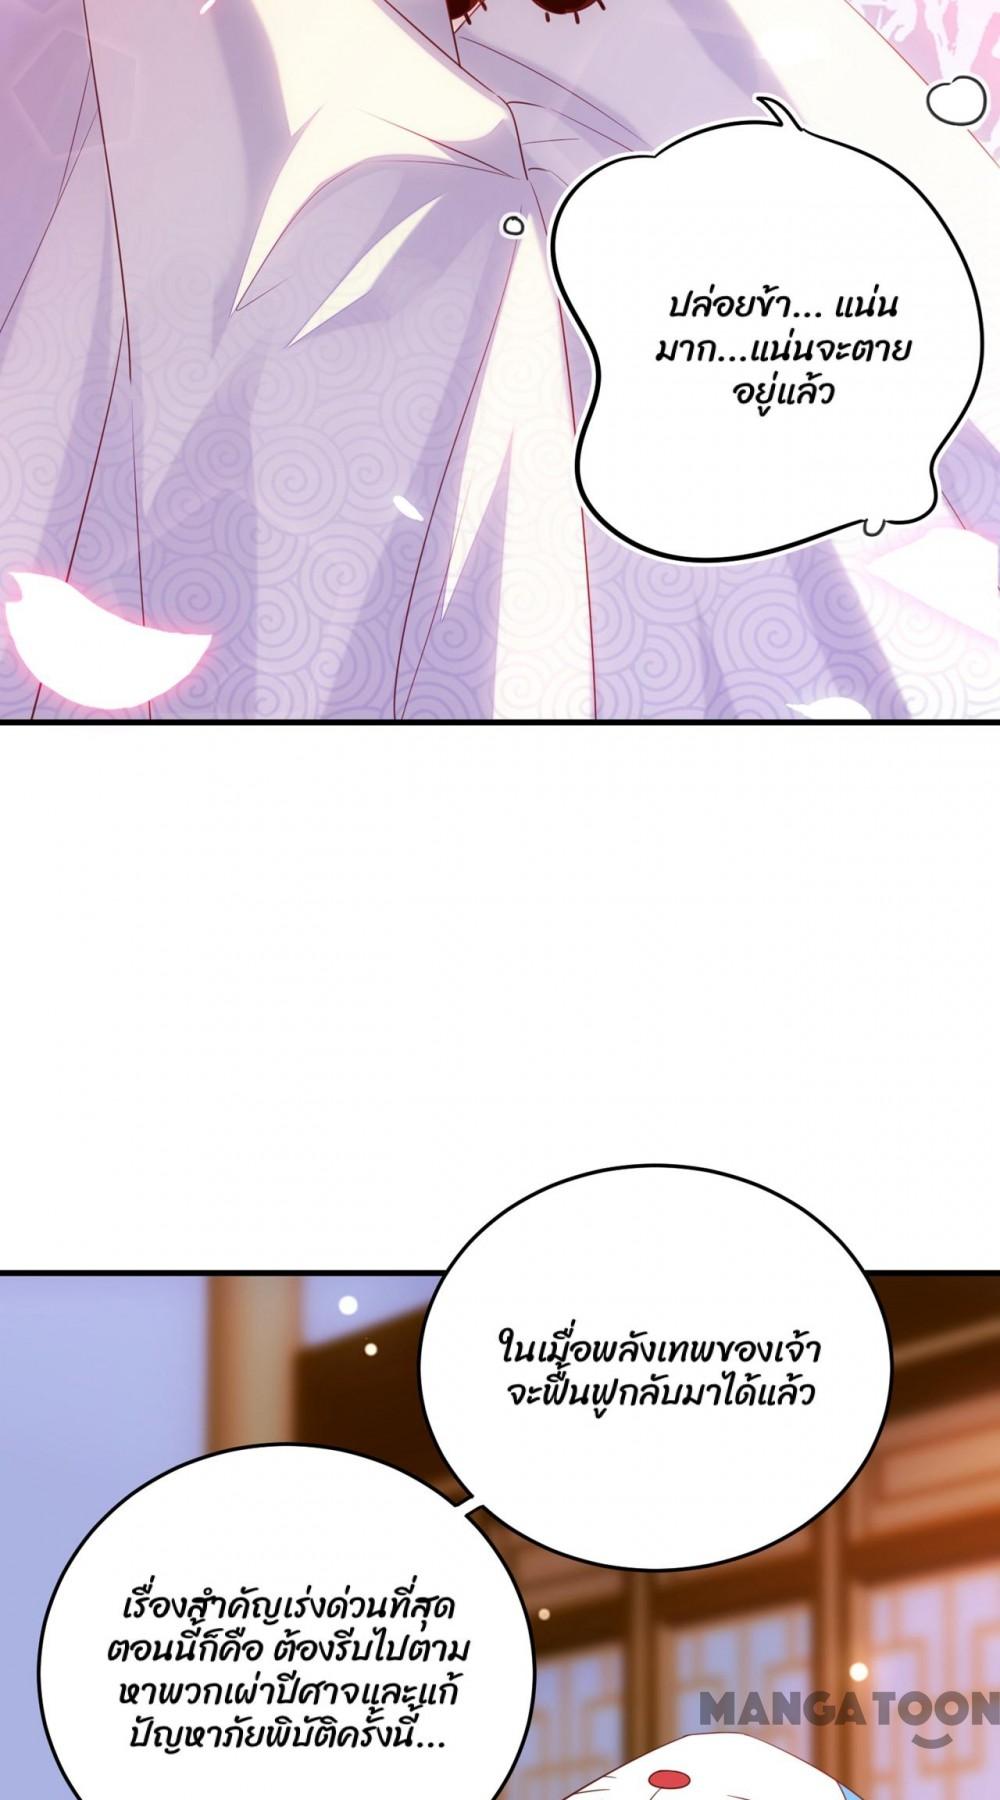 ปล่อยข้า... แน่น
มาก...แน่นจะตาย
อยู่แล้ว
ในเมื่อพลังเทพของเจ้า
จะฟื้นฟูกลับมาได้แล้ว
เรื่องสำคัญเร่งด่วนที่สุด
ตอนนี้ก็คือ ต้องรีบไปตาม
หาพวกเผ่าปีศาจและแก้
ปัญหาภัยพิบัติครั้งนี้...
MANGATOON